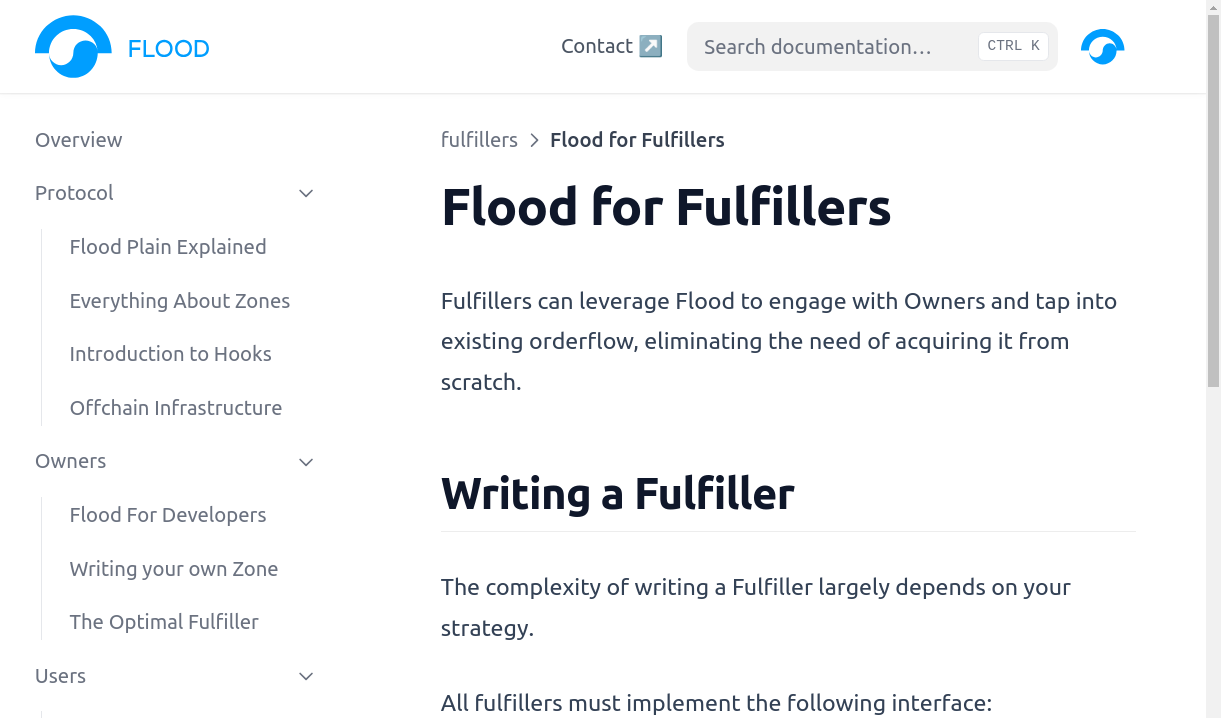 FLOOD
Contact ↗️
Search documentation…
CTRL K
Overview
Protocol
Flood Plain Explained
Everything About Zones
Introduction to Hooks
Offchain Infrastructure
Owners
Flood For Developers
Writing your own Zone
The Optimal Fulfiller
Users
fulfillers > Flood for Fulfillers
Flood for Fulfillers
Fulfillers can leverage Flood to engage with Owners and tap into
existing orderflow, eliminating the need of acquiring it from
scratch.
Writing a Fulfiller
The complexity of writing a Fulfiller largely depends on your
strategy.
All fulfillers must implement the following interface: